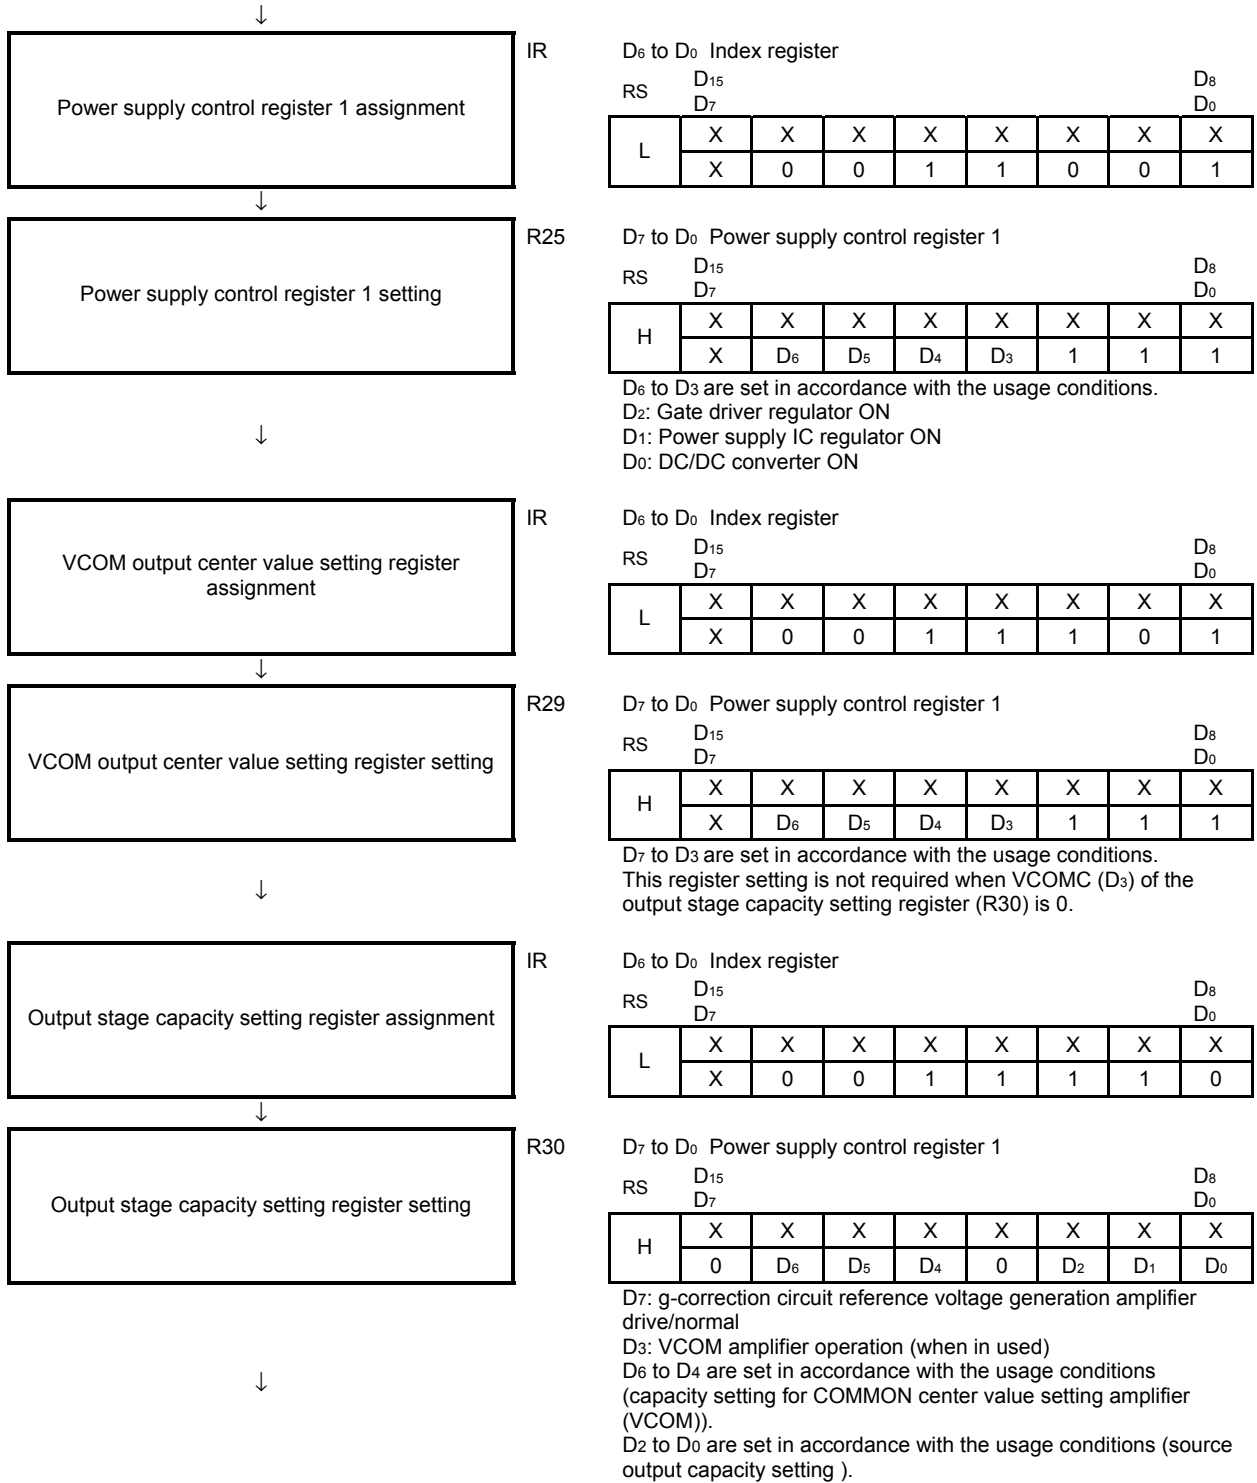 ↓
Power supply control register 1 assignment
IR
D6 to D0 Index register
RS D15 D8
D7 D0
L X X X X X X X X
X 0 0 1 1 0 0 1
↓
Power supply control register 1 setting
R25
D7 to D0 Power supply control register 1
RS D15 D8
D7 D0
H X X X X X X X X
X D6 D5 D4 D3 1 1 1
D6 to D3 are set in accordance with the usage conditions.
D2: Gate driver regulator ON
D1: Power supply IC regulator ON
D0: DC/DC converter ON
↓
VCOM output center value setting register
assignment
IR
D6 to D0 Index register
RS D15 D8
D7 D0
L X X X X X X X X
X 0 0 1 1 1 0 1
↓
VCOM output center value setting register setting
R29
D7 to D0 Power supply control register 1
RS D15 D8
D7 D0
H X X X X X X X X
X D6 D5 D4 D3 1 1 1
D7 to D3 are set in accordance with the usage conditions.
This register setting is not required when VCOMC (D3) of the
output stage capacity setting register (R30) is 0.
↓
Output stage capacity setting register assignment
IR
D6 to D0 Index register
RS D15 D8
D7 D0
L X X X X X X X X
X 0 0 1 1 1 1 0
↓
Output stage capacity setting register setting
R30
D7 to D0 Power supply control register 1
RS D15 D8
D7 D0
H X X X X X X X X
0 D6 D5 D4 0 D2 D1 D0
D7: g-correction circuit reference voltage generation amplifier
drive/normal
D3: VCOM amplifier operation (when in used)
D6 to D4 are set in accordance with the usage conditions
(capacity setting for COMMON center value setting amplifier
(VCOM)).
D2 to D0 are set in accordance with the usage conditions (source
output capacity setting ).
↓